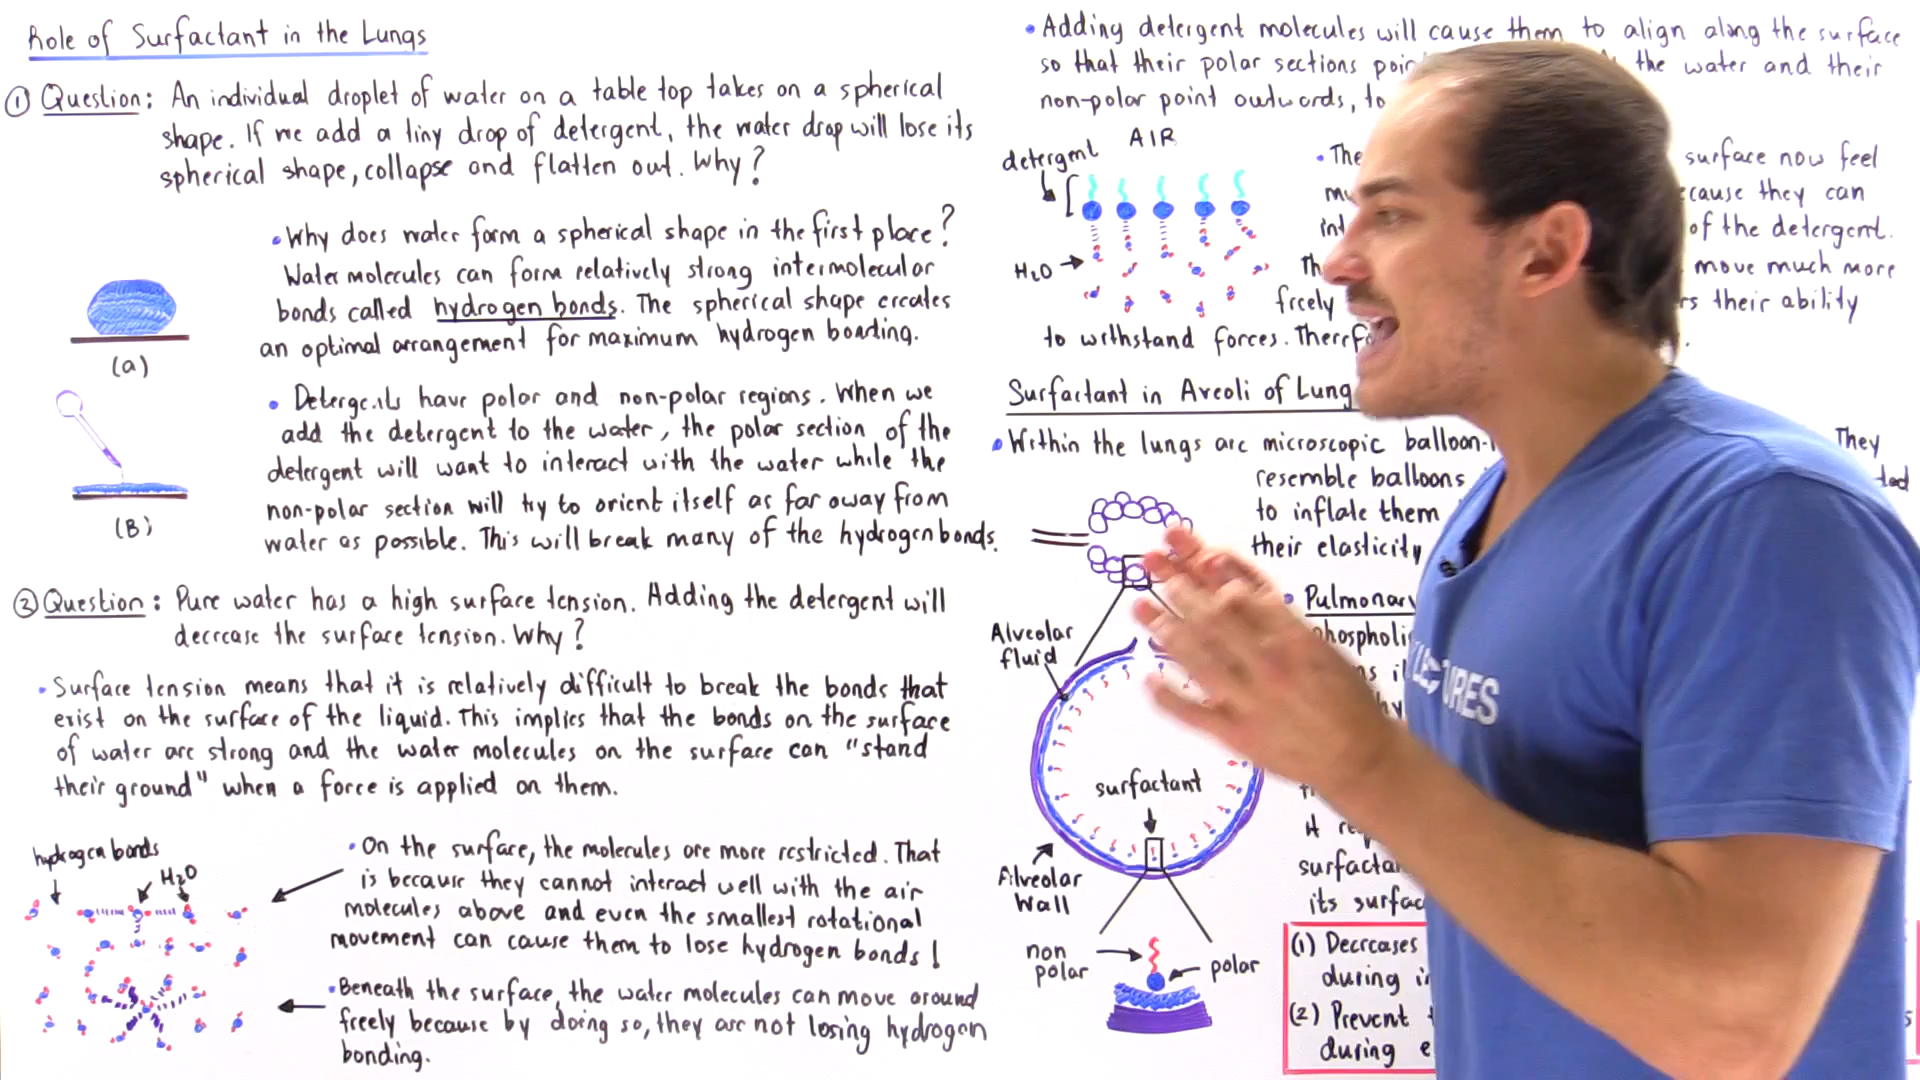 Role of Surfactant in the Lungs
① Question: An individual droplet of water on a table top takes on a spherical
shape. If we add a tiny drop of detergent, the water drop will lose its
spherical shape, collapse and flatten out. Why?
• Why does water form a spherical shape in the first place?
Water molecules can form relatively strong intermolecular
bonds called hydrogen bonds. The spherical shape creates
an optimal arrangement for maximum hydrogen bonding.
(a)
• Detergents have polar and non-polar regions. When we
add the detergent to the water, the polar section of the
detergent will want to interact with the water while the
non-polar section will try to orient itself as far away from
water as possible. This will break many of the hydrogen bonds.
(B)
② Question: Pure water has a high surface tension. Adding the detergent will
decrease the surface tension. Why?
• Surface tension means that it is relatively difficult to break the bonds that
exist on the surface of the liquid. This implies that the bonds on the surface
of water are strong and the water molecules on the surface can "stand
their ground" when a force is applied on them.
hydrogen bonds
H₂O
• On the surface, the molecules are more restricted. That
is because they cannot interact well with the air
molecules above and even the smallest rotational
movement can cause them to lose hydrogen bonds!
• Beneath the surface, the water molecules can move around
freely because by doing so, they are not losing hydrogen
bonding.
• Adding detergent molecules will cause them to align along the surface
so that their polar sections the water and their
non-polar point outwords, to
AIR
detergent
H₂O
• The surface now feel
because they can
of the detergent.
move much more
freely their ability
to withstand forces.
Surfactant in Aveoli of Lung
• Within the lungs are microscopic They
resemble balloons
to inflate them
their elasticity
Alveolar
fluid
• Pulmonary
surfactant
Alveolar
Wall
non
polar
polar
its
(1) Decreases
during
(2) Prevent
during
LECTURES